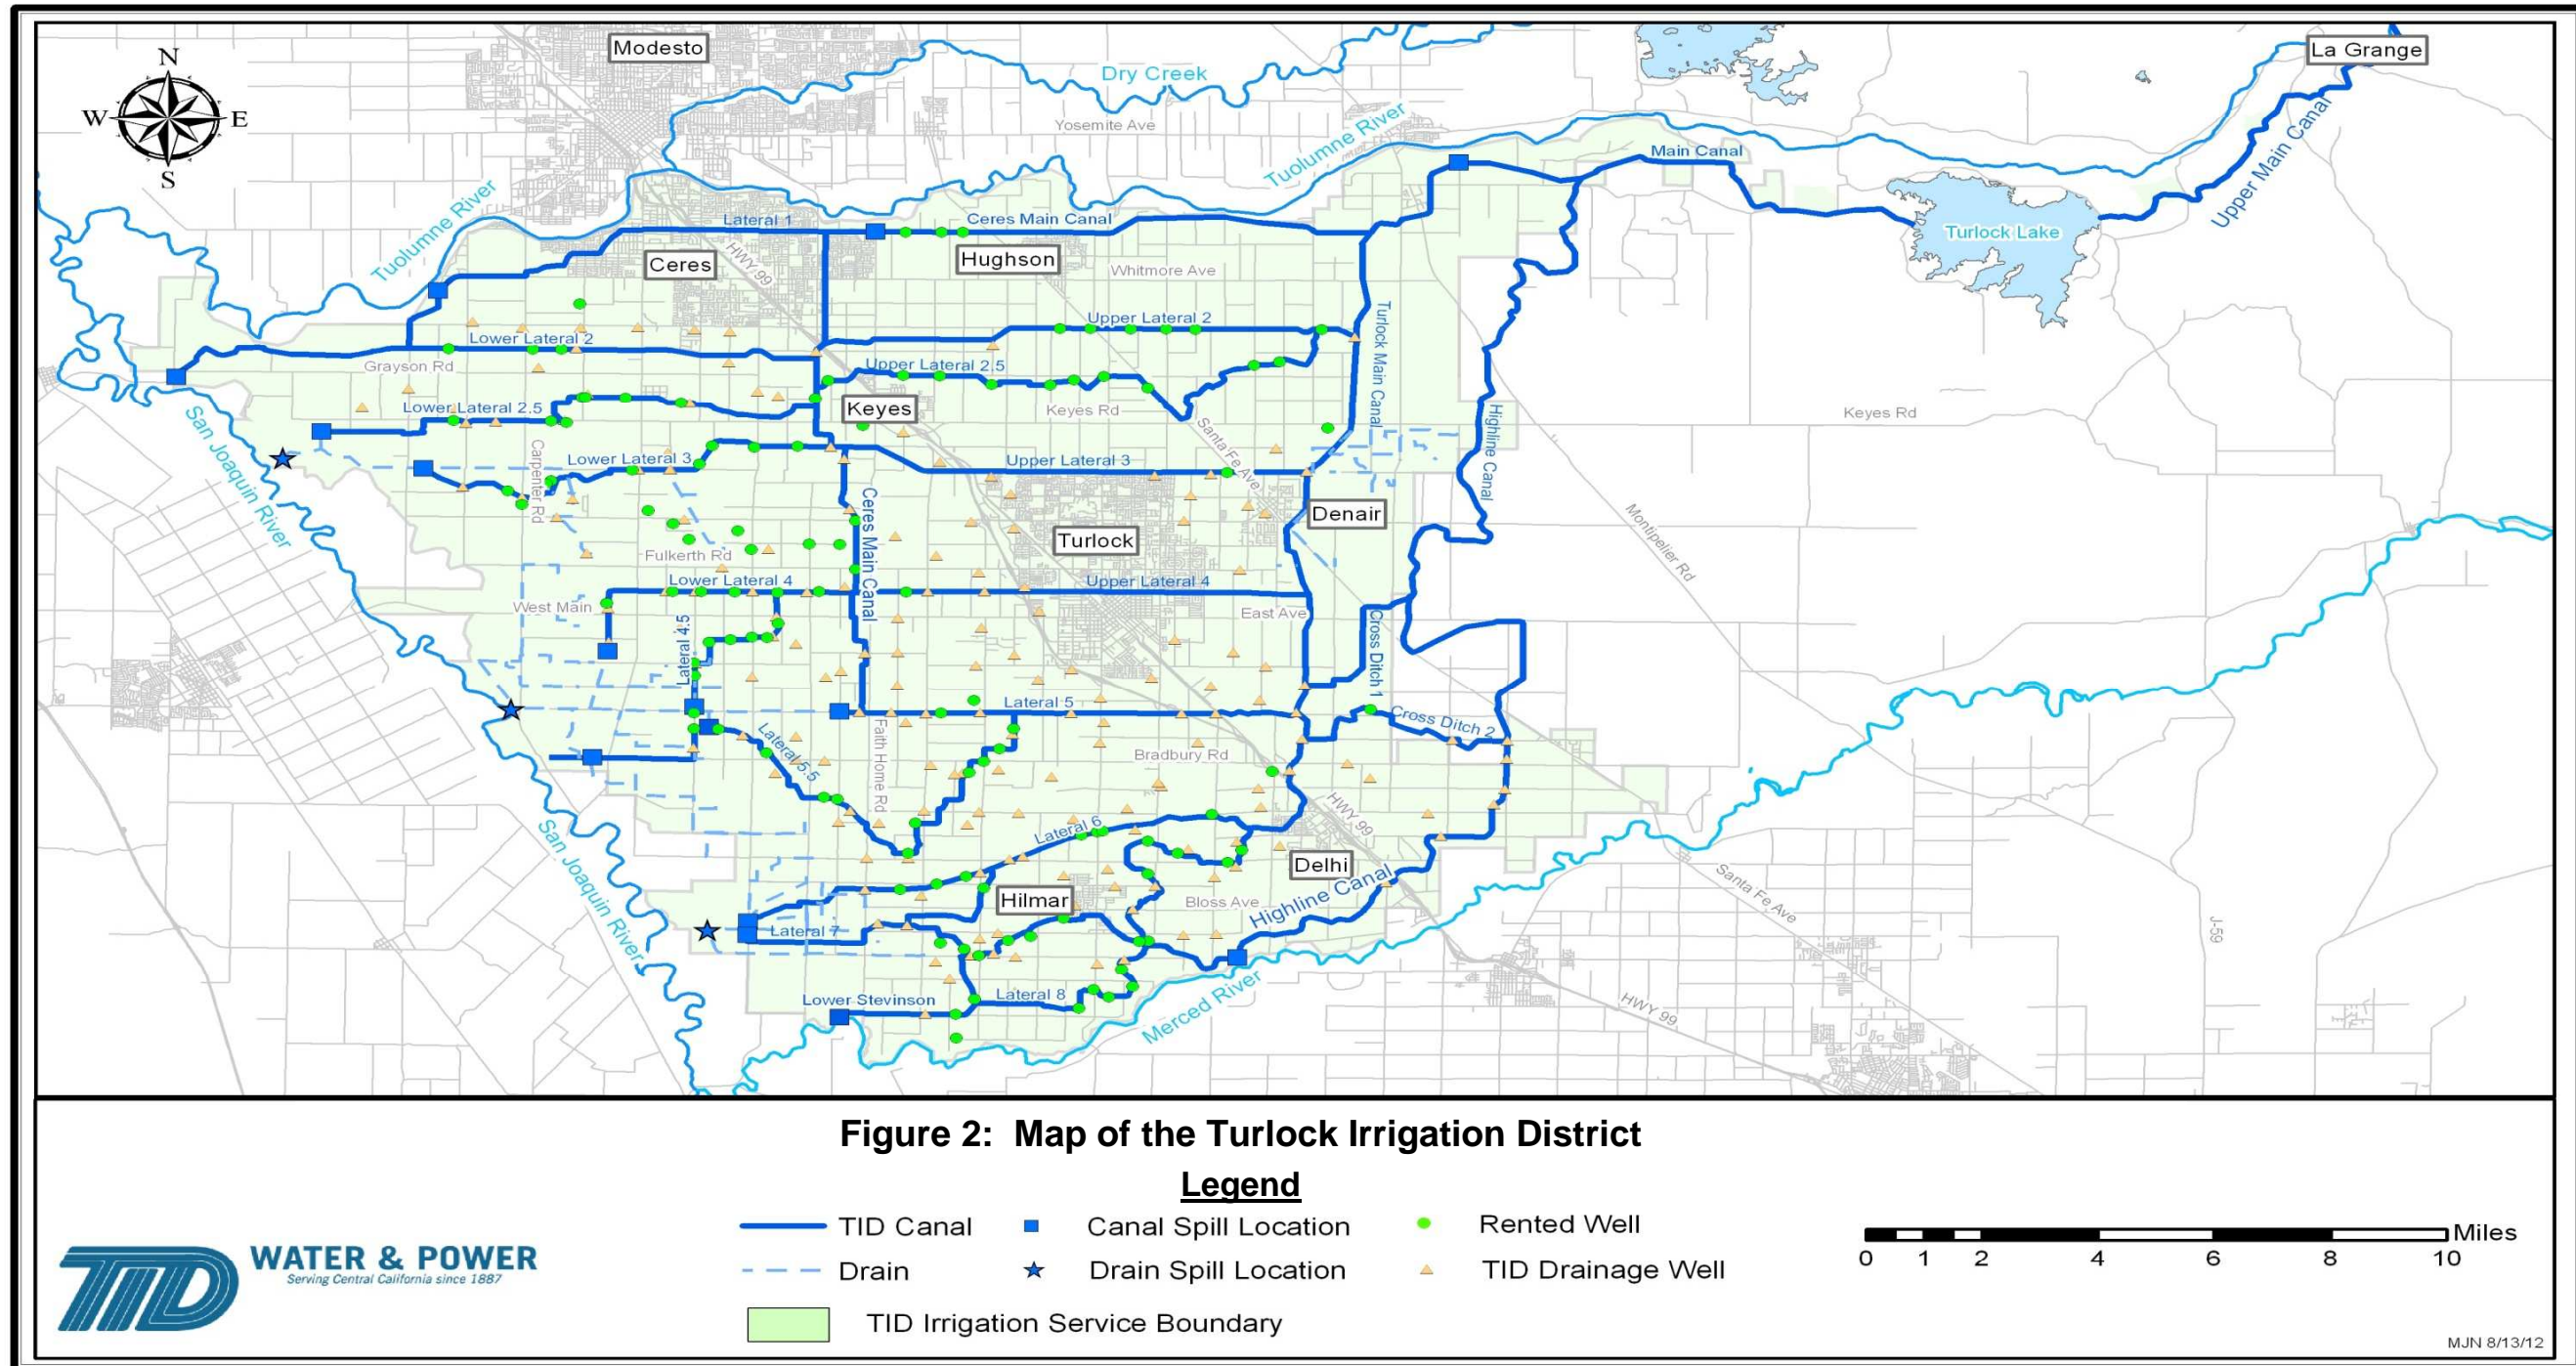 Modesto
La Grange
N
W
E
S
Dry Creek
Yosemite Ave
Tuolumne River
Main Canal
Upper Main Canal
Tuolumne River
Lateral 1
Ceres Main Canal
Turlock Lake
HWY 99
Ceres
Hughson
Whitmore Ave
Upper Lateral 2
Turlock Main Canal
Lower Lateral 2
Grayson Rd
Upper Lateral 2.5
Lower Lateral 2.5
Keyes
Keyes Rd
Keyes Rd
Santa Fe Ave
Highline Canal
San Joaquin River
Carpenter Rd
Lower Lateral 3
Upper Lateral 3
Ceres Main Canal
Denair
Turlock
Montipelier Rd
Fulkerth Rd
Lower Lateral 4
Upper Lateral 4
West Main
East Ave
Lateral 4.5
Cross Ditch 1
Lateral 5
Cross Ditch 2
Faith Home Rd
Lateral 5.5
Bradbury Rd
HWY 99
San Joaquin River
Lateral 6
Delhi
Hilmar
Bloss Ave
Highline Canal
Santa Fe Ave
J-59
Lateral 7
Lower Stevinson
Lateral 8
Merced River
HWY 99
Figure 2: Map of the Turlock Irrigation District
Legend
TID Canal
Canal Spill Location
Rented Well
Drain
Drain Spill Location
TID Drainage Well
TID Irrigation Service Boundary
Miles
0 1 2 4 6 8 10
TID
WATER & POWER
Serving Central California since 1887
MJN 8/13/12